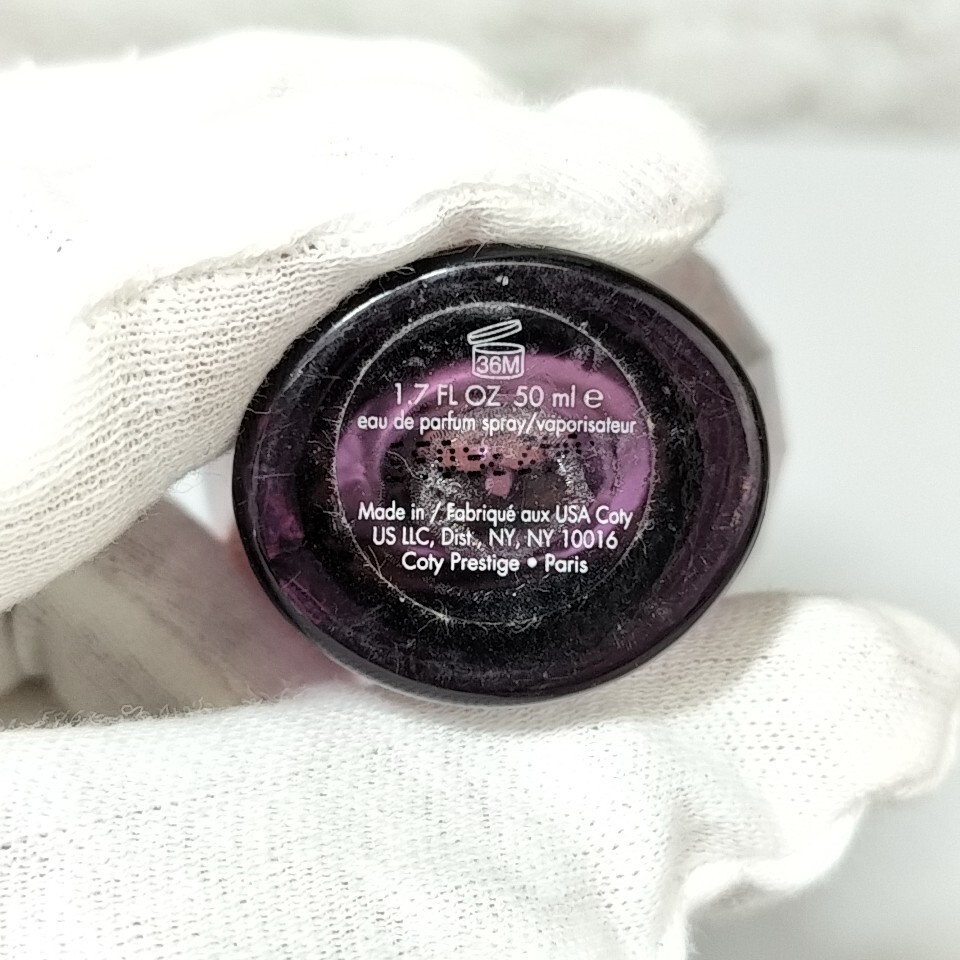 36M
1.7 FL OZ 50 ml ℮
eau de parfum spray/vaporisateur
Made in / Fabriqué aux USA Coty
US LLC, Dist., NY, NY 10016
Coty Prestige • Paris